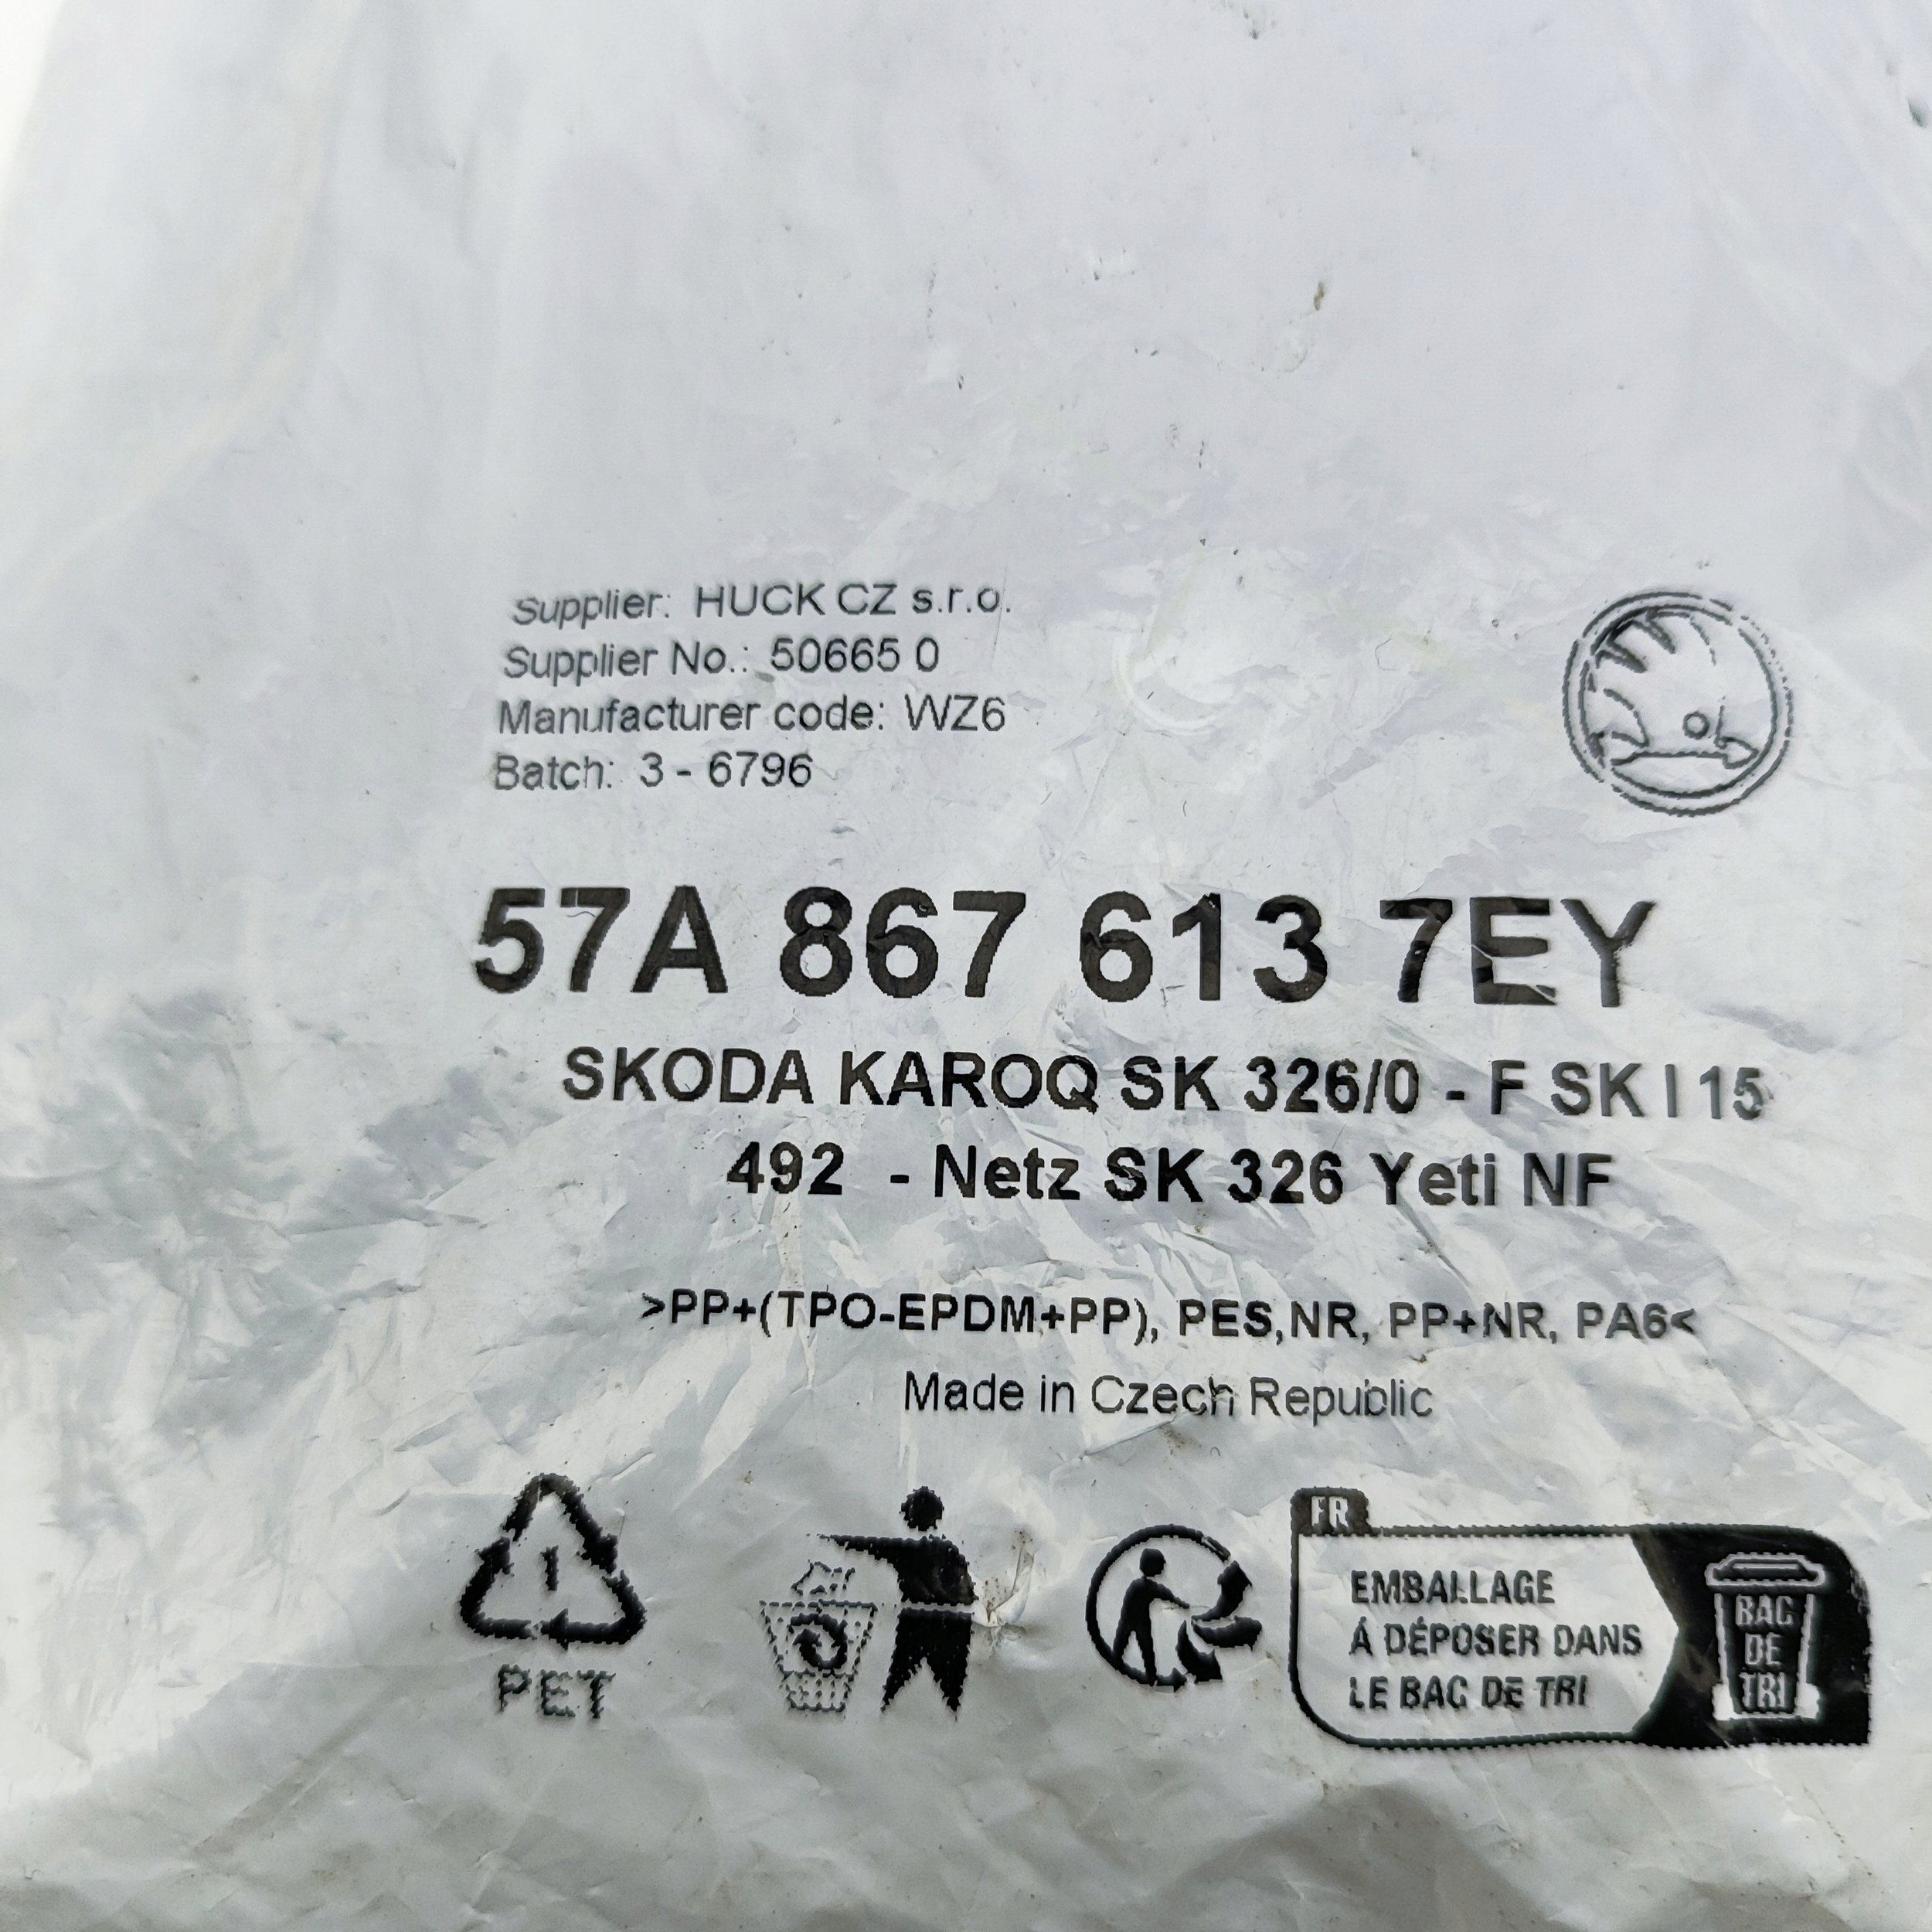 Supplier: HUCK CZ s.r.o.
Supplier No.: 50665 0
Manufacturer code: WZ6
Batch: 3 - 6796
57A 867 613 7EY
SKODA KAROQ SK 326/0 - F SK I 15
492 - Netz SK 326 Yeti NF
>PP+(TPO-EPDM+PP), PES,NR, PP+NR, PA6<
Made in Czech Republic
1
PET
FR
EMBALLAGE
À DÉPOSER DANS
LE BAC DE TRI
BAC
DE
TRI